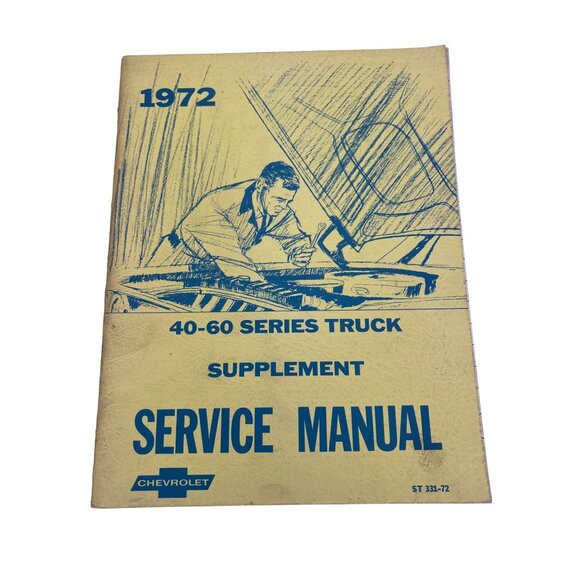 1972
40-60 SERIES TRUCK
SUPPLEMENT
SERVICE MANUAL
CHEVROLET
ST 331-72